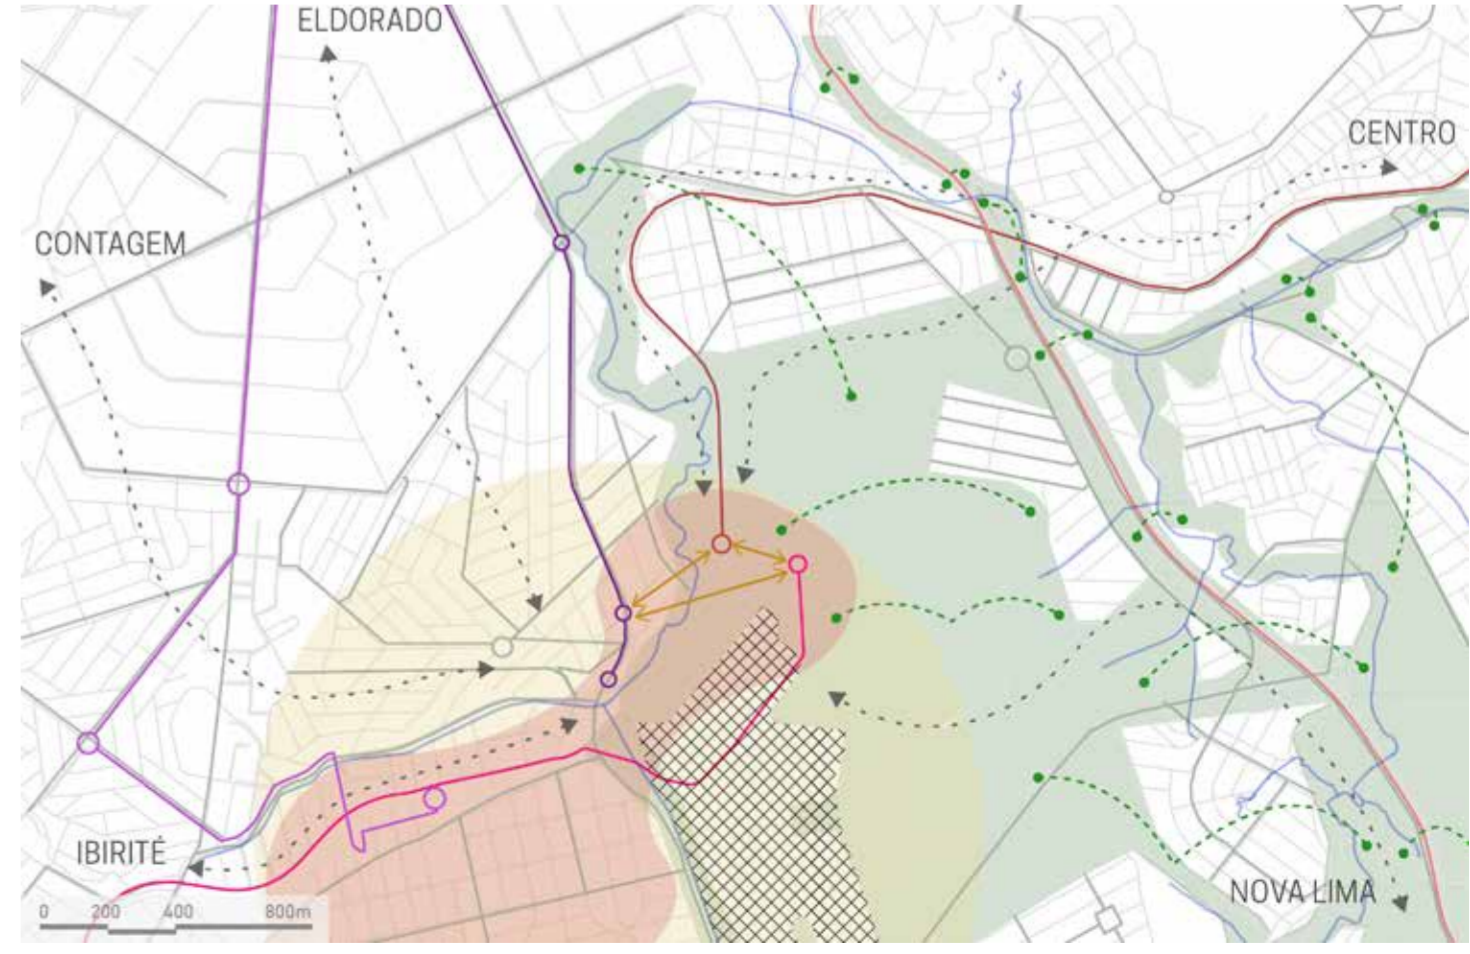 ELDORADO
CENTRO
CONTAGEM
IBIRITÉ
NOVA LIMA
0 200 400 800m